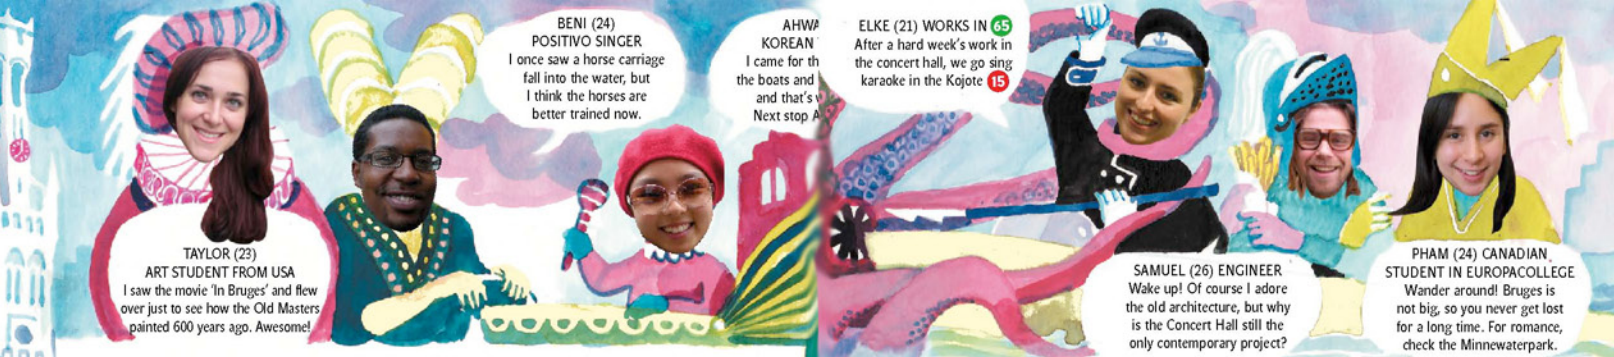 TAYLOR (23)
ART STUDENT FROM USA
I saw the movie 'In Bruges' and flew
over just to see how the Old Masters
painted 600 years ago. Awesome!
BENI (24)
POSITIVO SINGER
I once saw a horse carriage
fall into the water, but
I think the horses are
better trained now.
KOREAN
I came for
the boats and
and that's
Next stop
ELKE (21) WORKS IN 65
After a hard week's work in
the concert hall, we go sing
karaoke in the Kojote 15
SAMUEL (26) ENGINEER
Wake up! Of course I adore
the old architecture, but why
is the Concert Hall still the
only contemporary project?
PHAM (24) CANADIAN
STUDENT IN EUROPACOLLEGE
Wander around! Bruges is
not big, so you never get lost
for a long time. For romance,
check the Minnewaterpark.